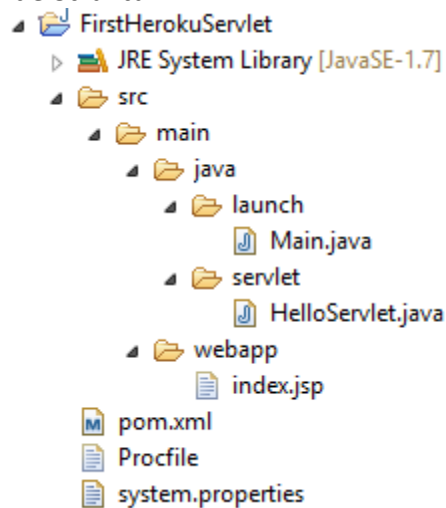 FirstHerokuServlet
JRE System Library [JavaSE-1.7]
src
main
java
launch
Main.java
servlet
HelloServlet.java
webapp
index.jsp
pom.xml
Procfile
system.properties